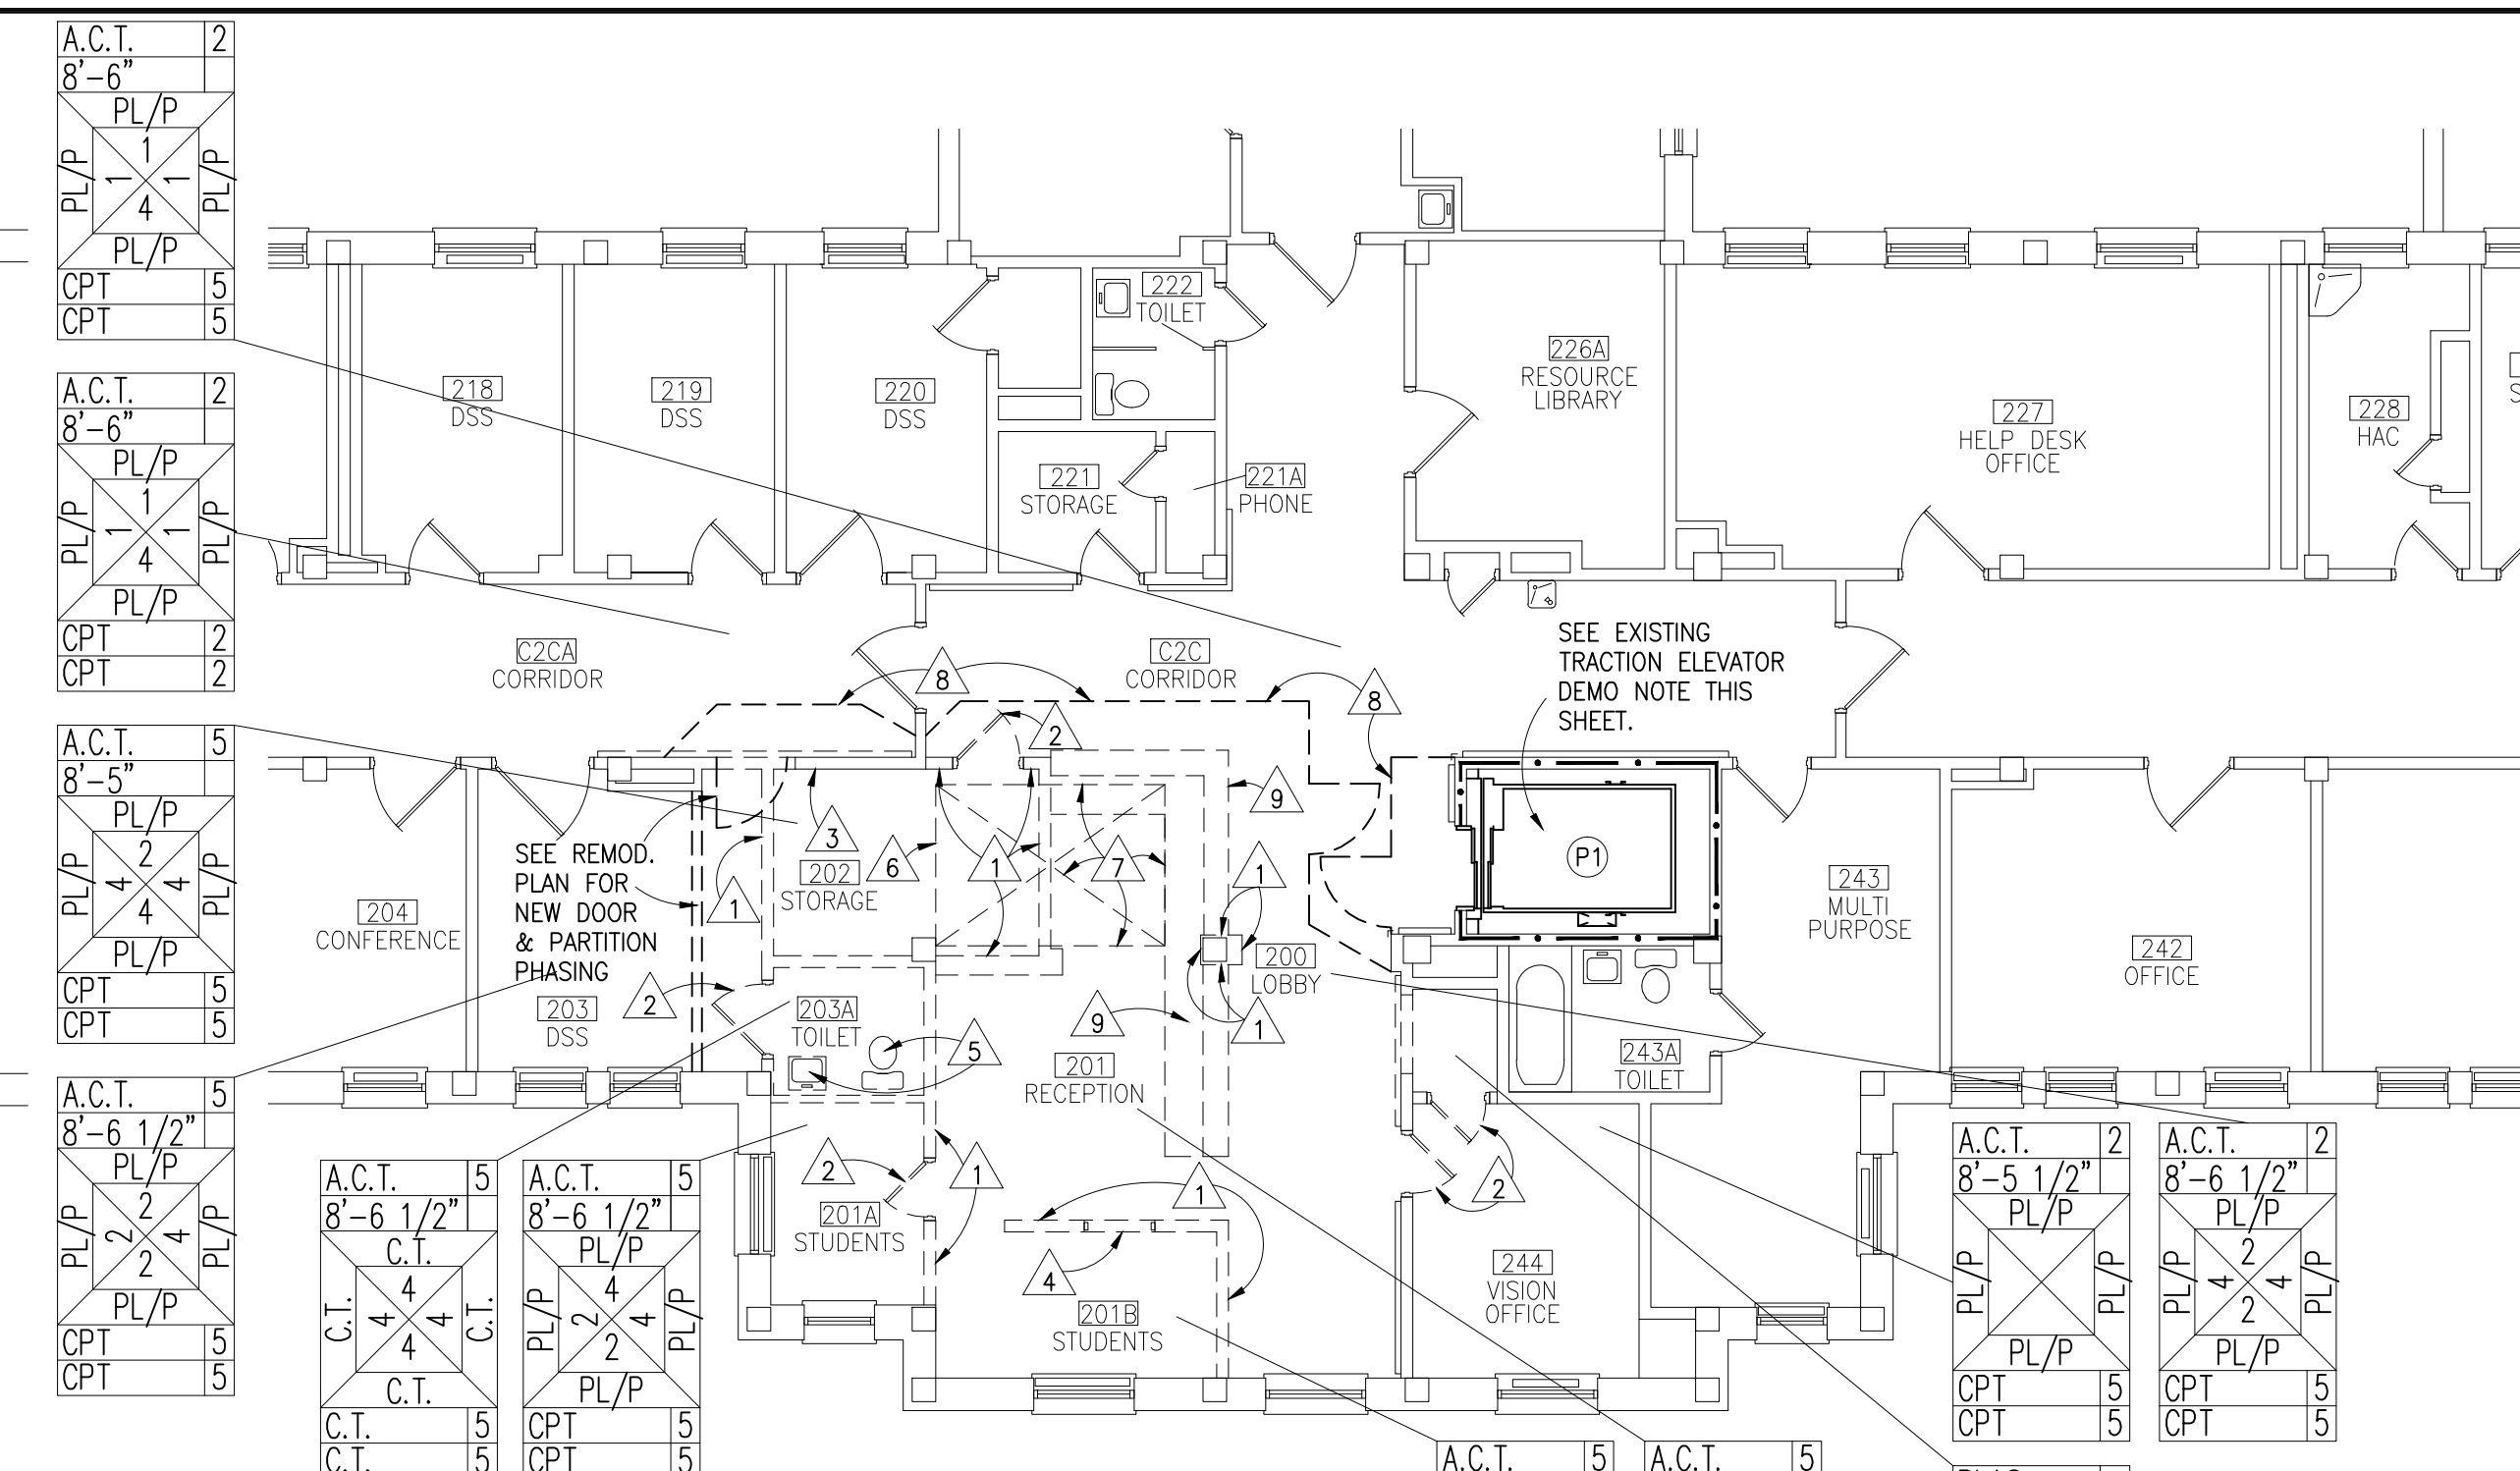 A.C.T. 2
8'-6"
PL/P
PL/P 1 1 1 4 PL/P
PL/P
CPT 5
CPT 5
A.C.T. 2
8'-6"
PL/P
PL/P 1 1 1 4 PL/P
PL/P
CPT 2
CPT 2
A.C.T. 5
8'-5"
PL/P
PL/P 2 4 4 4 PL/P
PL/P
CPT 5
CPT 5
A.C.T. 5
8'-6 1/2"
PL/P
PL/P 2 2 4 2 PL/P
PL/P
CPT 5
CPT 5
A.C.T. 5
8'-6 1/2"
C.T.
C.T. 4 4 4 4 C.T.
C.T.
C.T. 5
C.T. 5
A.C.T. 5
8'-6 1/2"
PL/P
PL/P 4 2 4 2 PL/P
PL/P
CPT 5
CPT 5
218
DSS
219
DSS
220
DSS
222
TOILET
221
STORAGE
221A
PHONE
226A
RESOURCE
LIBRARY
227
HELP DESK
OFFICE
228
HAC
S
C2CA
CORRIDOR
C2C
CORRIDOR
SEE EXISTING
TRACTION ELEVATOR
DEMO NOTE THIS
SHEET.
8
8
2
9
3
6
1
7
1
P1
SEE REMOD.
PLAN FOR
NEW DOOR
& PARTITION
PHASING
1
202
STORAGE
204
CONFERENCE
243
MULTI
PURPOSE
242
OFFICE
200
LOBBY
2
203
DSS
203A
TOILET
5
9
1
201
RECEPTION
243A
TOILET
2
1
201A
STUDENTS
1
2
4
201B
STUDENTS
244
VISION
OFFICE
A.C.T. 2
8'-5 1/2"
PL/P
PL/P PL/P
PL/P
CPT 5
CPT 5
A.C.T. 2
8'-6 1/2"
PL/P
PL/P 2 4 4 2 PL/P
PL/P
CPT 5
CPT 5
A.C.T. 5
A.C.T. 5